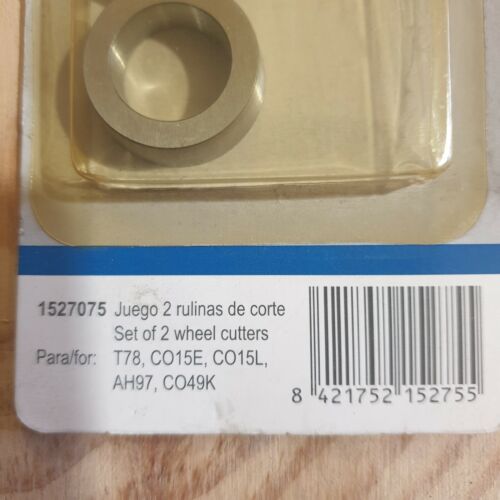 1527075 Juego 2 rulinas de corte
Set of 2 wheel cutters
Para/for: T78, CO15E, CO15L,
AH97, CO49K
8 421752 152755